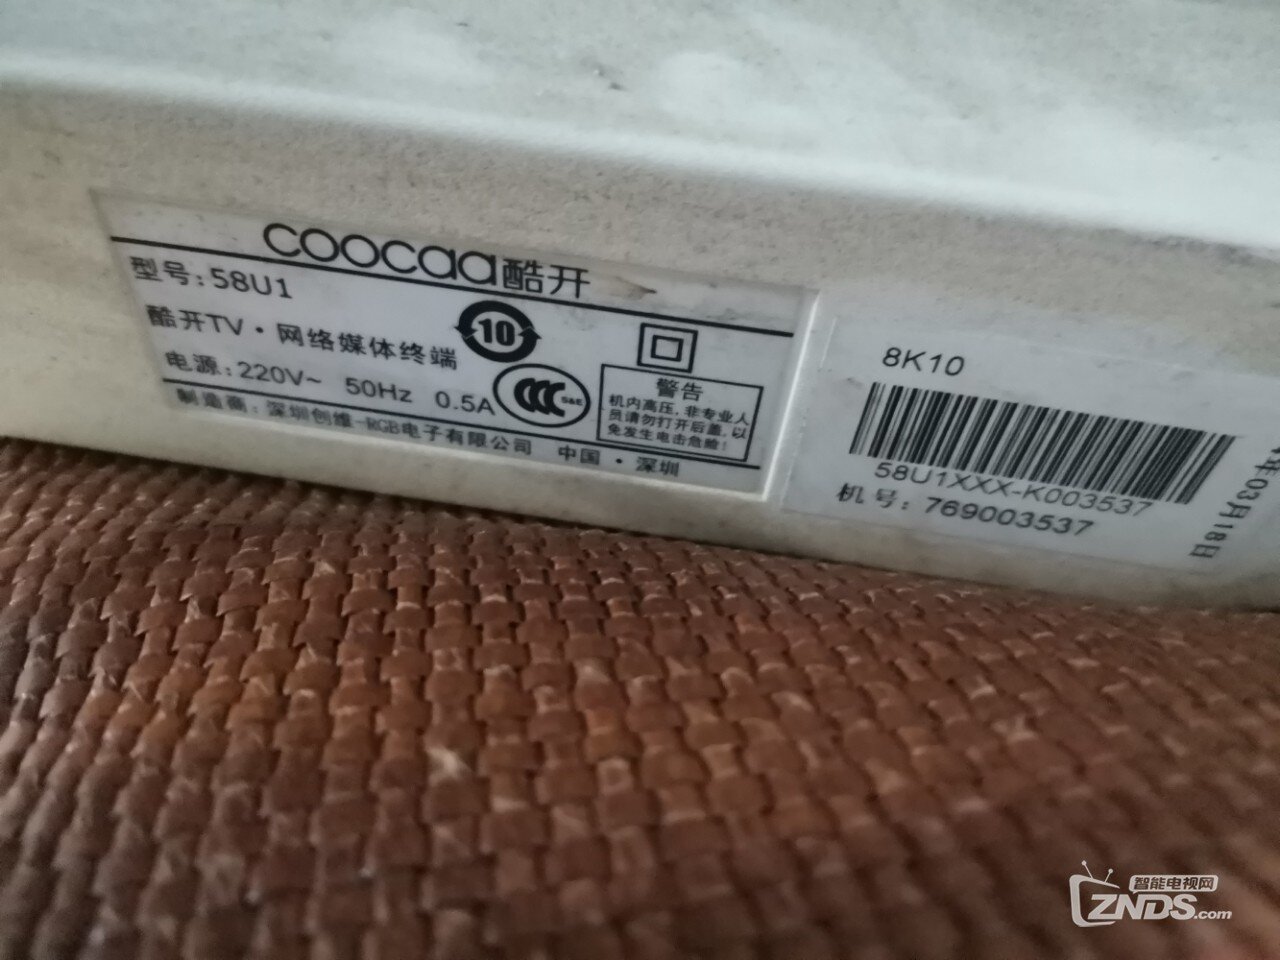 coocaa酷开
型号:58U1
酷开TV·网络媒体终端
10
电源:220V~ 50Hz 0.5A
CCC S&E
警告
机内高压,非专业人
员请勿打开后盖,以
免发生电击危险!
制造商:深圳创维-RGB电子有限公司 中国·深圳
8K10
58U1XXX-K003537
机号:769003537
年03月18日
智能电视网
ZNDS.com